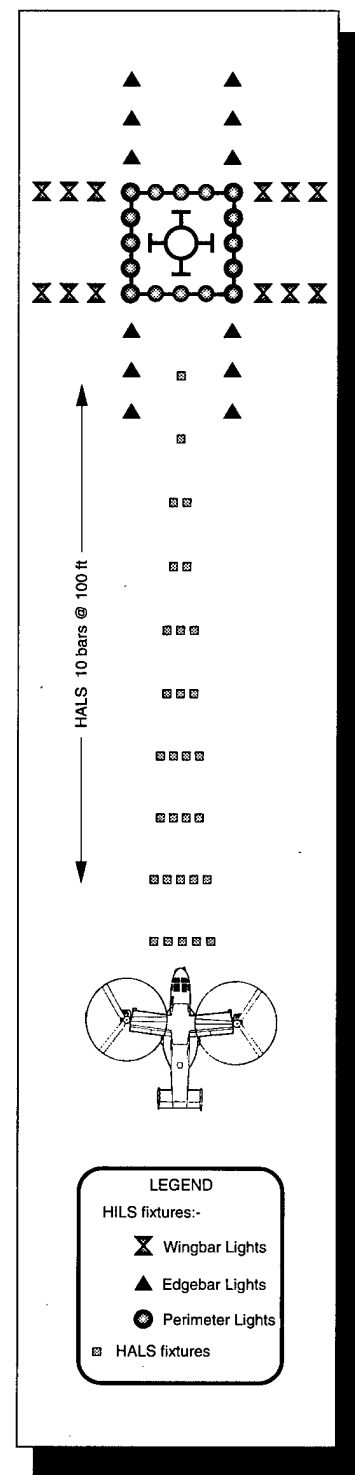 HALS 10 bars @ 100 ft
LEGEND
HILS fixtures:-
Wingbar Lights
Edgebar Lights
Perimeter Lights
HALS fixtures